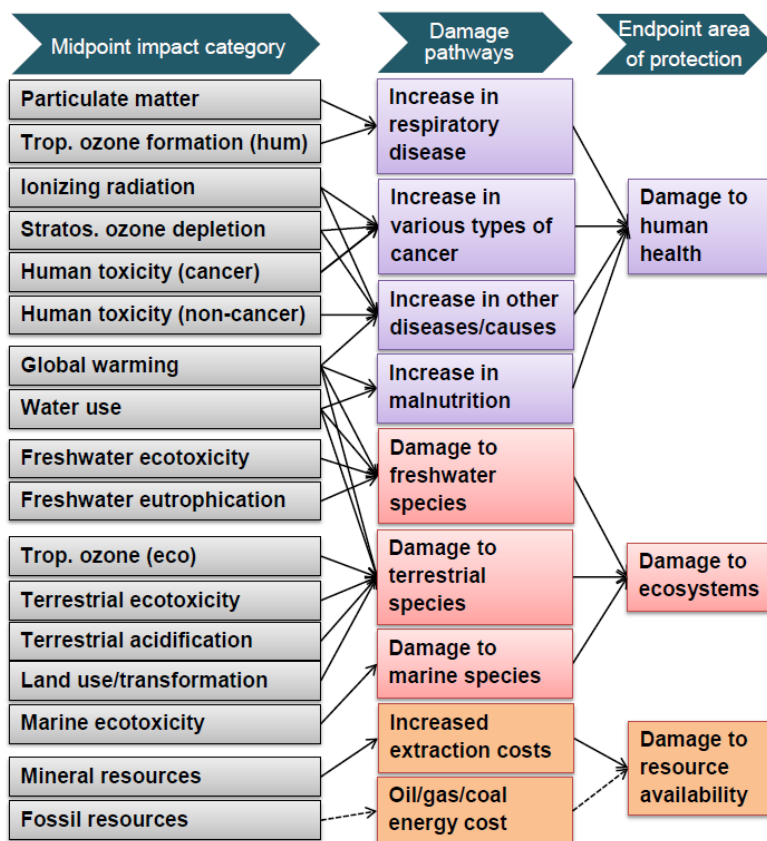 Midpoint impact category
Damage
pathways
Endpoint area
of protection
Particulate matter
Trop. ozone formation (hum)
Ionizing radiation
Stratos. ozone depletion
Human toxicity (cancer)
Human toxicity (non-cancer)
Global warming
Water use
Freshwater ecotoxicity
Freshwater eutrophication
Trop. ozone (eco)
Terrestrial ecotoxicity
Terrestrial acidification
Land use/transformation
Marine ecotoxicity
Mineral resources
Fossil resources
Increase in
respiratory
disease
Increase in
various types of
cancer
Increase in other
diseases/causes
Increase in
malnutrition
Damage to
freshwater
species
Damage to
terrestrial
species
Damage to
marine species
Increased
extraction costs
Oil/gas/coal
energy cost
Damage to
human
health
Damage to
ecosystems
Damage to
resource
availability